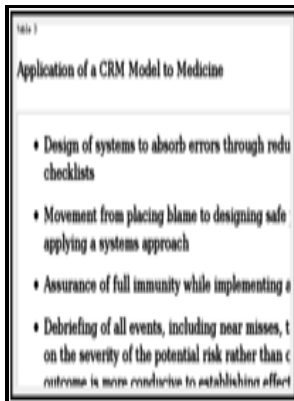 Table 3
Application of a CRM Model to Medicine
• Design of systems to absorb errors through redu
checklists
• Movement from placing blame to designing safe
applying a systems approach
• Assurance of full immunity while implementing a
• Debriefing of all events, including near misses, t
on the severity of the potential risk rather than c
outcome is more conducive to establishing effect